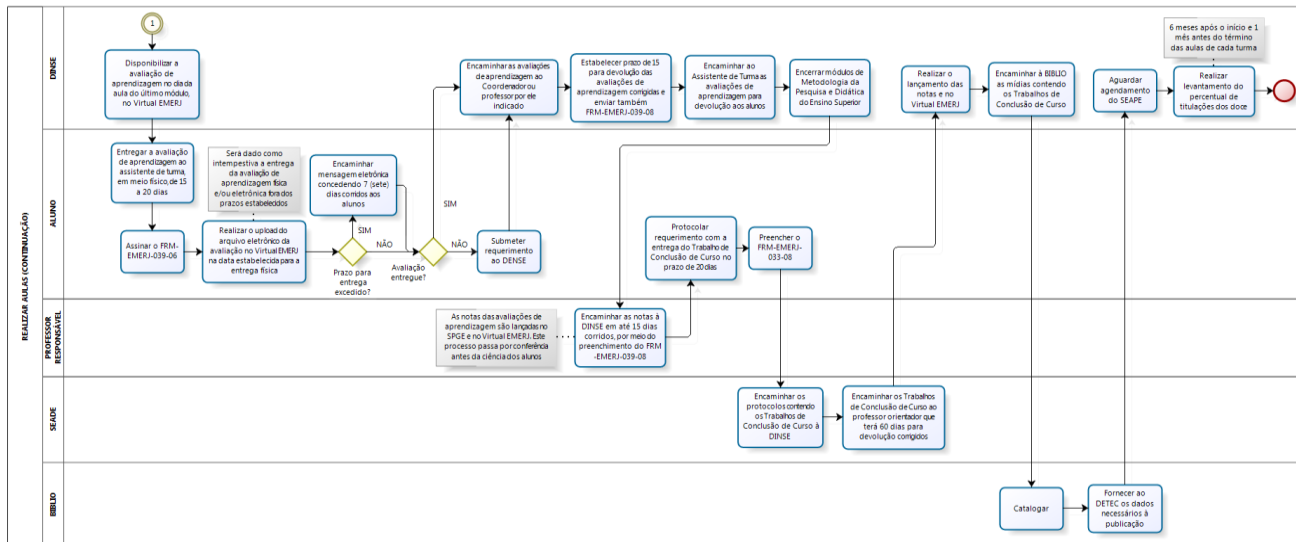 REALIZAR AULAS (CONTINUAÇÃO)
DINSE
1
Disponibilizar a
avaliação de
aprendizagem no dia da
aula do último módulo,
no Virtual EMERJ
Encaminhar as avaliações
de aprendizagem ao
Coordenador ou
professor por ele
indicado
Estabelecer prazo de 15
para devolução das
avaliações de
aprendizagem corrigidas e
enviar também
FRM-EMERJ-039-08
Encaminhar ao
Assistente de Turma as
avaliações de
aprendizagem para
devolução aos alunos
Encerrar módulos de
Metodologia da
Pesquisa e Didática do
Ensino Superior
Realizar o
lançamento das
notas e no
Virtual EMERJ
Encaminhar à BIBLIO
as mídias contendo
os Trabalhos de
Conclusão de Curso
Aguardar
agendamento
do SEAPE
6 meses após o início e 1
mês antes do término
das aulas de cada turma
Realizar
levantamento do
percentual de
titulações dos doce
ALUNO
Entregar a avaliação
de aprendizagem ao
assistente de turma,
em meio físico, de 15
a 20 dias
Assinar o FRM-
EMERJ-039-06
Será dado como
intempestiva a entrega
da avaliação de
aprendizagem física
e/ou eletrônica fora dos
prazos estabelecidos
Realizar o upload do
arquivo eletrônico da
avaliação no Virtual EMERJ
na data estabelecida para a
entrega física
Encaminhar
mensagem eletrônica
concedendo 7 (sete)
dias corridos aos
alunos
SIM
NÃO
Prazo para
entrega
excedido?
Avaliação
entregue?
SIM
NÃO
Submeter
requerimento
ao DENSE
Protocolar
requerimento com a
entrega do Trabalho de
Conclusão de Curso no
prazo de 20 dias
Preencher o
FRM-EMERJ-
033-08
PROFESSOR
RESPONSÁVEL
As notas das avaliações de
aprendizagem são lançadas no
SPGE e no Virtual EMERJ. Este
processo passa por conferência
antes da ciência dos alunos
Encaminhar as notas à
DINSE em até 15 dias
corridos, por meio do
preenchimento do FRM
-EMERJ-039-08
SEADE
Encaminhar os
protocolos contendo
os Trabalhos de
Conclusão de Curso à
DINSE
Encaminhar os Trabalhos
de Conclusão de Curso ao
professor orientador que
terá 60 dias para
devolução corrigidos
BIBLIO
Catalogar
Fornecer ao
DETEC os dados
necessários à
publicação